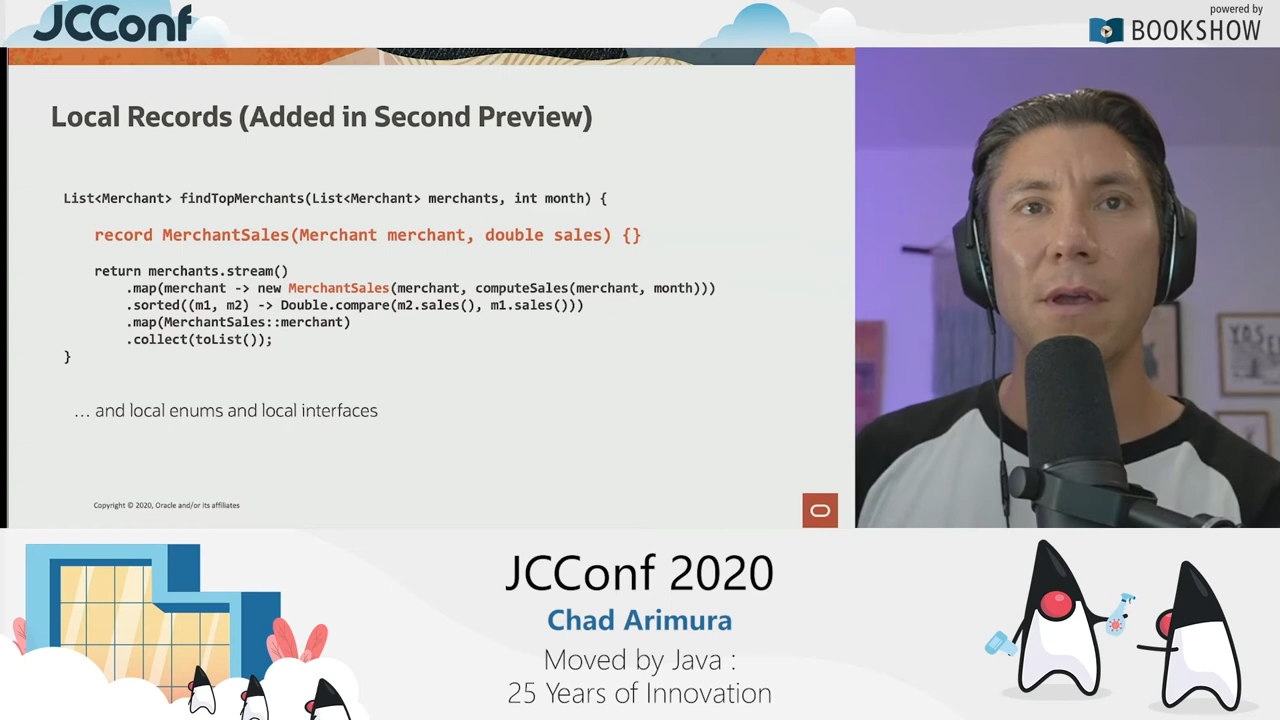 JCConf
powered by
BOOKSHOW
Local Records (Added in Second Preview)
List<Merchant> findTopMerchants(List<Merchant> merchants, int month) {
record MerchantSales(Merchant merchant, double sales) {}
return merchants.stream()
.map(merchant -> new MerchantSales(merchant, computeSales(merchant, month)))
.sorted((m1, m2) -> Double.compare(m2.sales(), m1.sales()))
.map(MerchantSales::merchant)
.collect(toList());
}
… and local enums and local interfaces
Copyright © 2020, Oracle and/or its affiliates
JCConf 2020
Chad Arimura
Moved by Java :
25 Years of Innovation